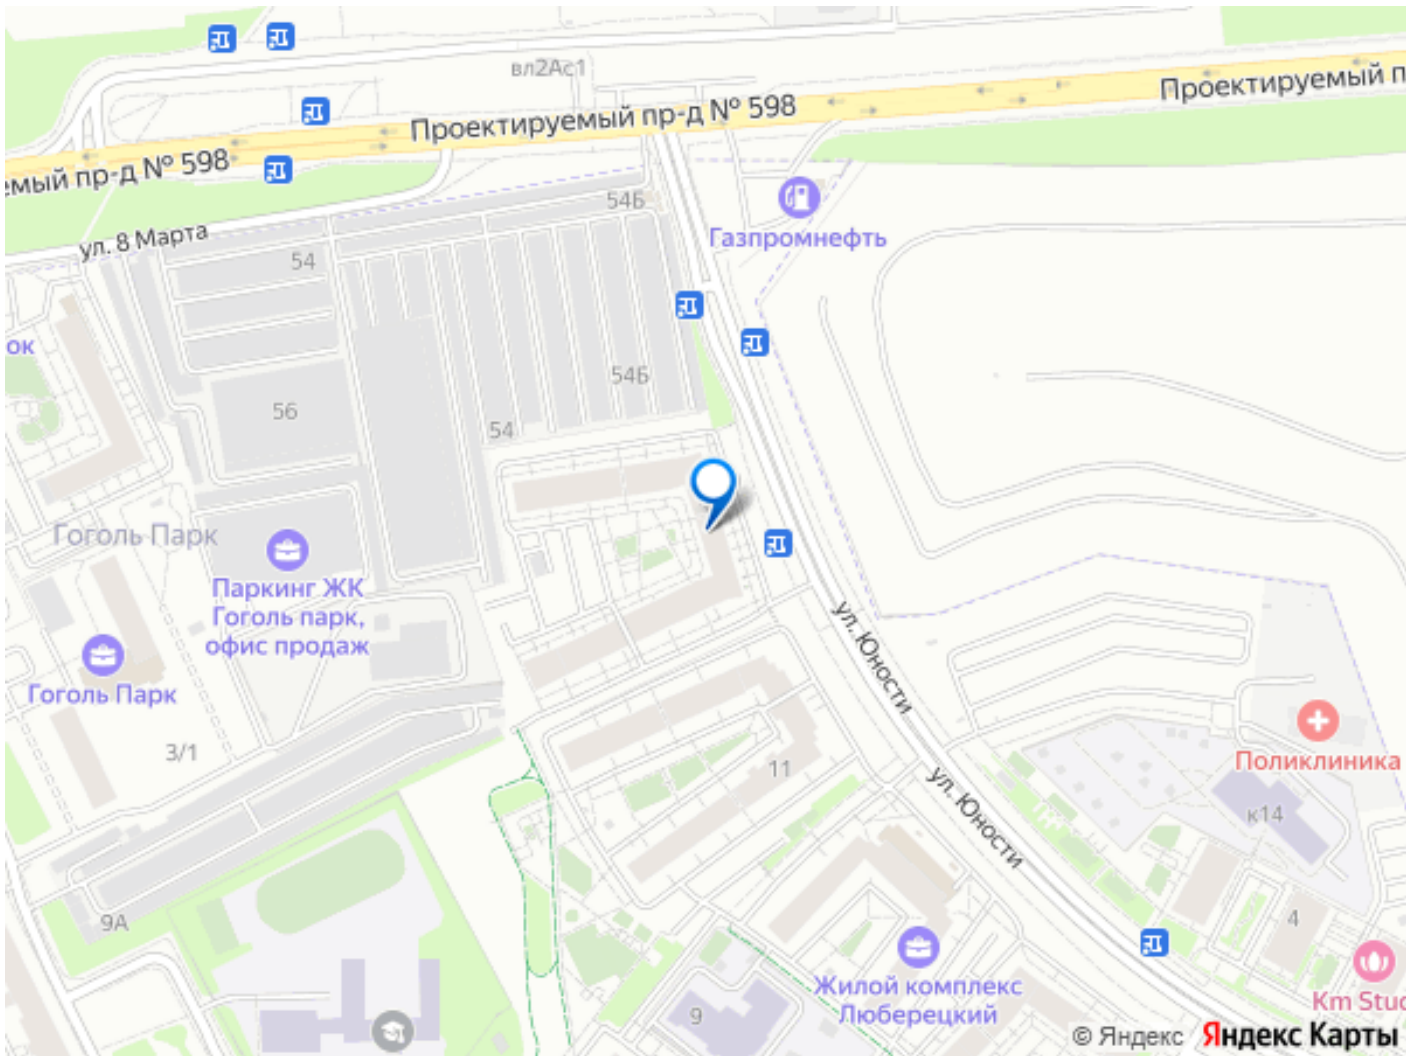 вл2Ас1
Проектируемый п
Проектируемый пр-д № 598
емый пр-д № 598
54Б
ул. 8 Марта
Газпромнефть
54
ок
54Б
56
54
Гоголь Парк
Паркинг ЖК
Гоголь парк,
офис продаж
ул. Юности
Гоголь Парк
3/1
11
Поликлиника
ул. Юности
к14
9А
4
Жилой комплекс
Люберецкий
Km Stud
9
© Яндекс Яндекс Карты